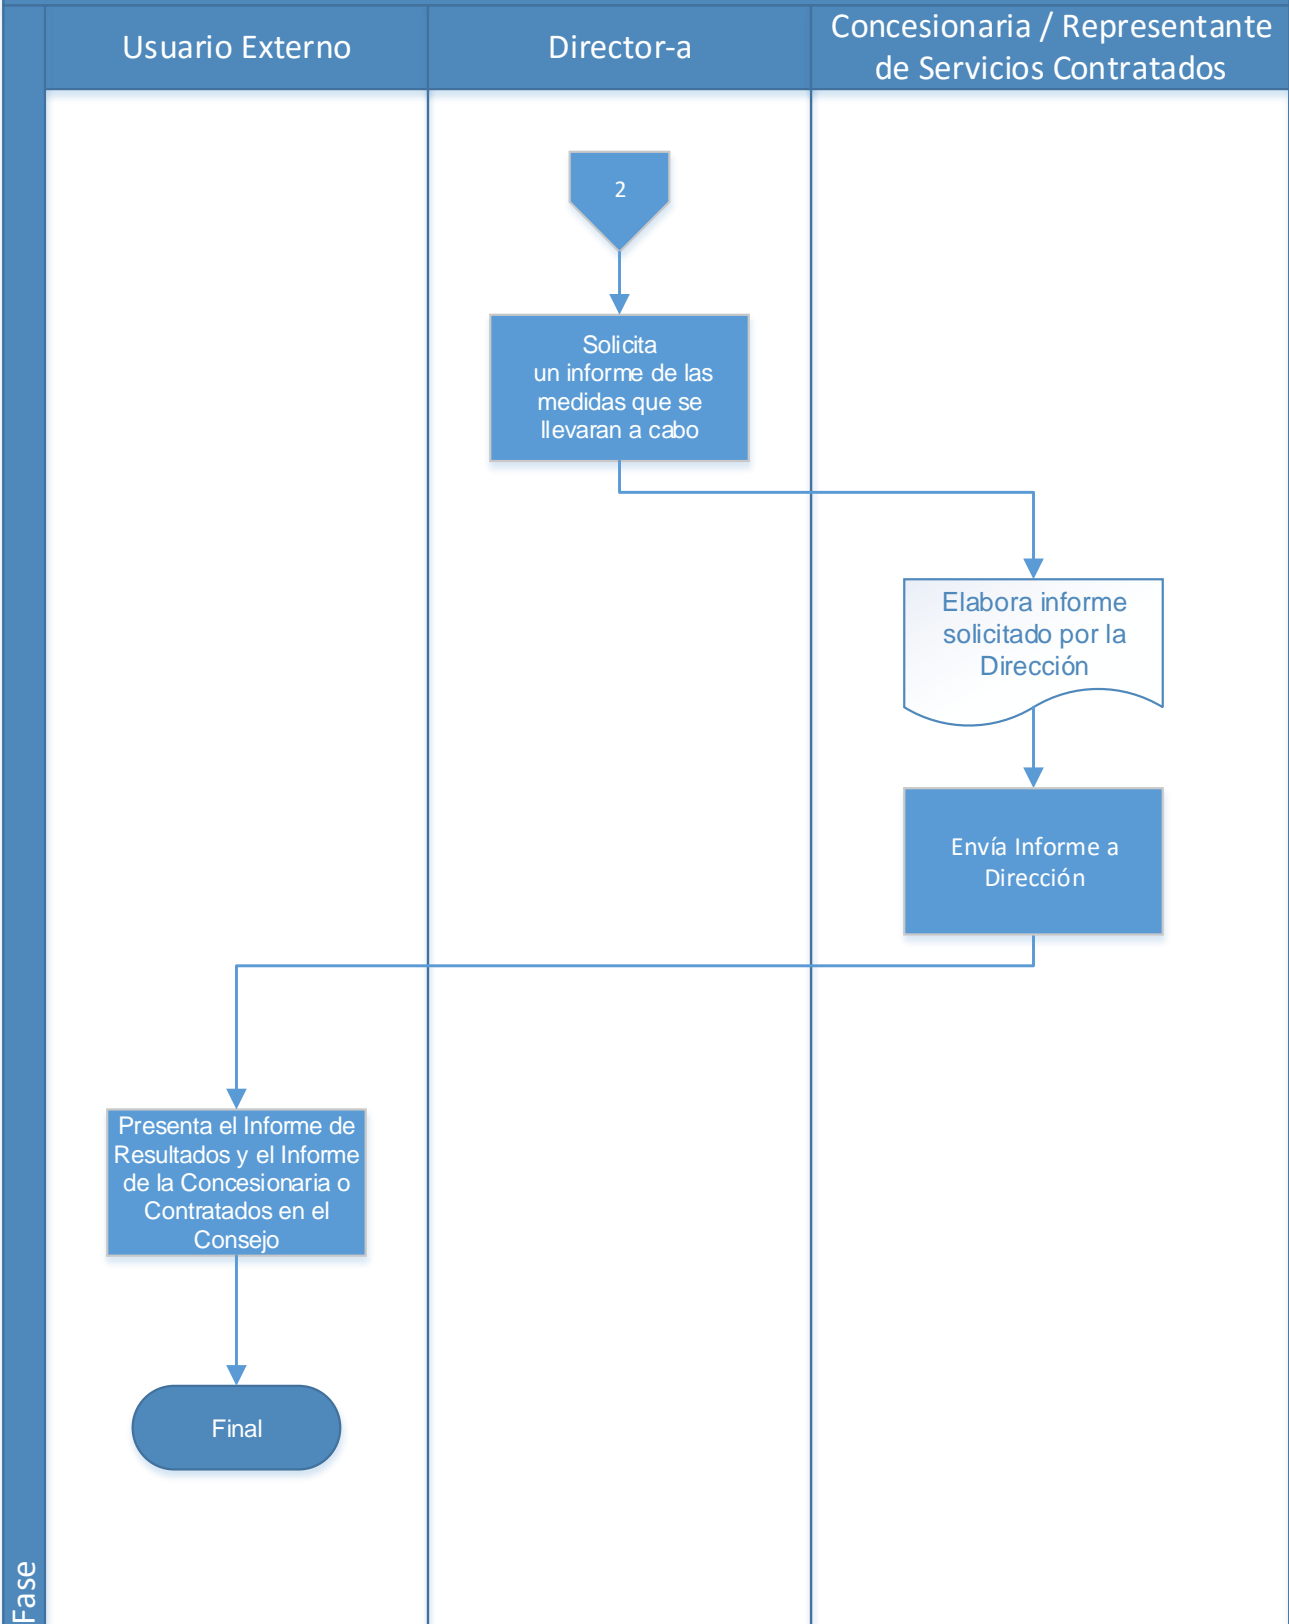 Usuario Externo
Director-a
Concesionaria / Representante
de Servicios Contratados
2
Solicita
un informe de las
medidas que se
llevaran a cabo
Elabora informe
solicitado por la
Dirección
Envía Informe a
Dirección
Presenta el Informe de
Resultados y el Informe
de la Concesionaria o
Contratados en el
Consejo
Final
Fase